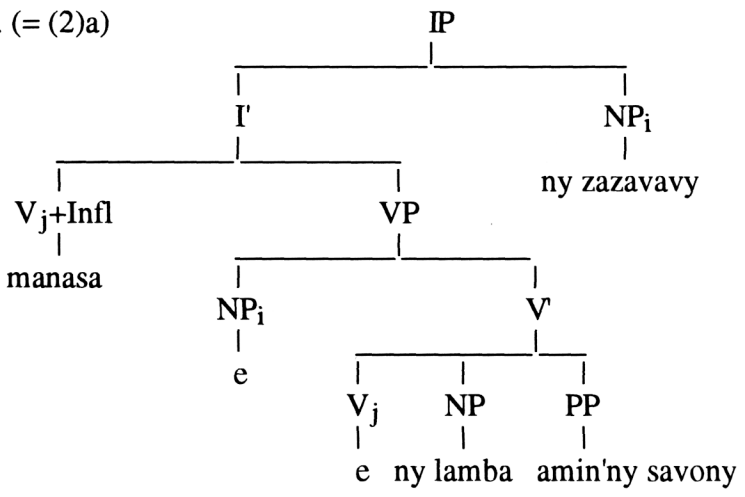 . (= (2)a)
IP
I'
NPi
ny zazavavy
Vj+Infl
VP
manasa
NPi
V'
e
Vj
NP
PP
e
ny lamba
amin'ny savony